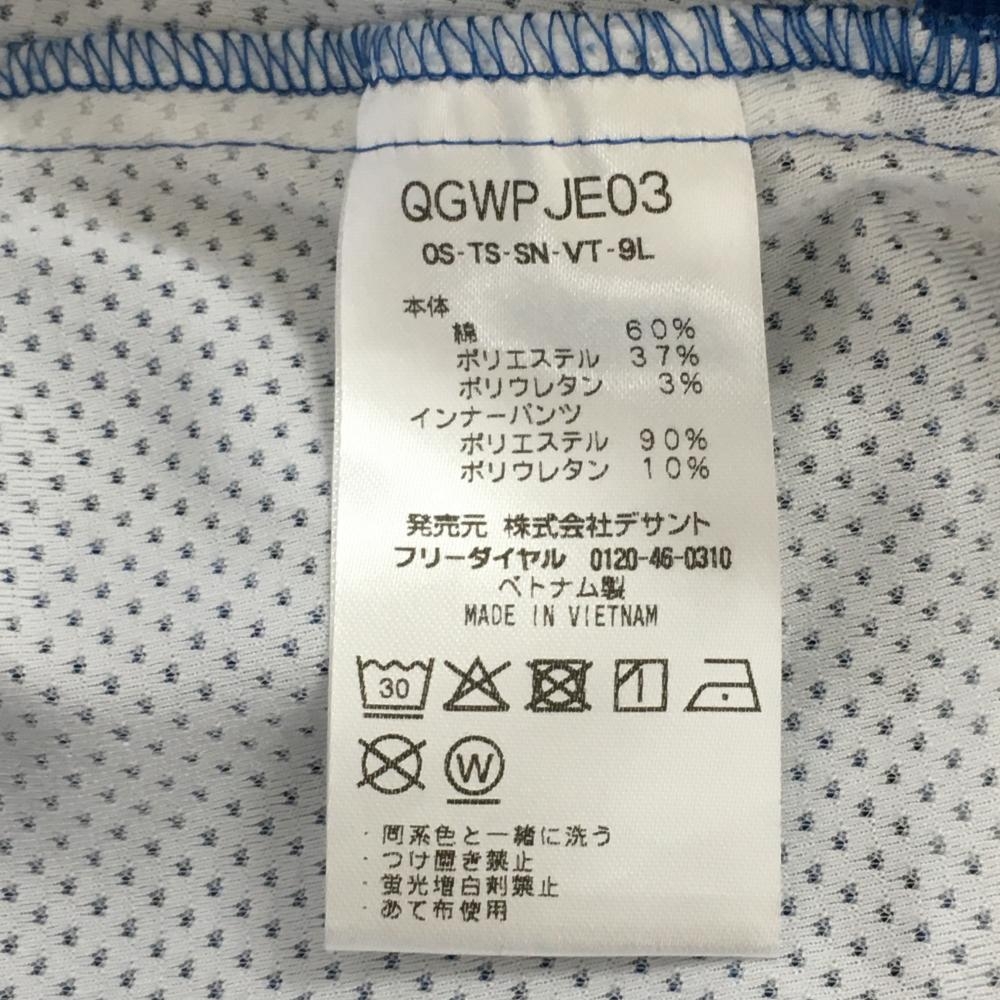 QGWPJE03
OS-TS-SN-VT-9L
本体
綿 60%
ポリエステル 37%
ポリウレタン 3%
インナーパンツ
ポリエステル 90%
ポリウレタン 10%
発売元 株式会社デサント
フリーダイヤル 0120-46-0310
ベトナム製
MADE IN VIETNAM
30
W
・同系色と一緒に洗う
・つけ置き禁止
・蛍光増白剤禁止
・あて布使用